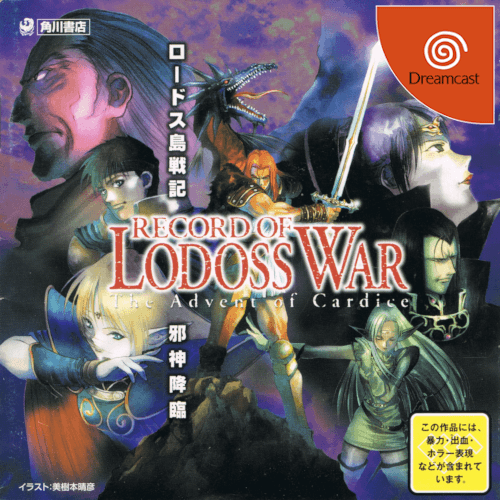 角川書店
Dreamcast
ロードス島戦記
RECORD OF
LODOSS WAR
The Advent of Cardice
邪神降臨
この作品には、
暴力・出血・
ホラー表現
などが含まれて
います。
イラスト:美樹本晴彦